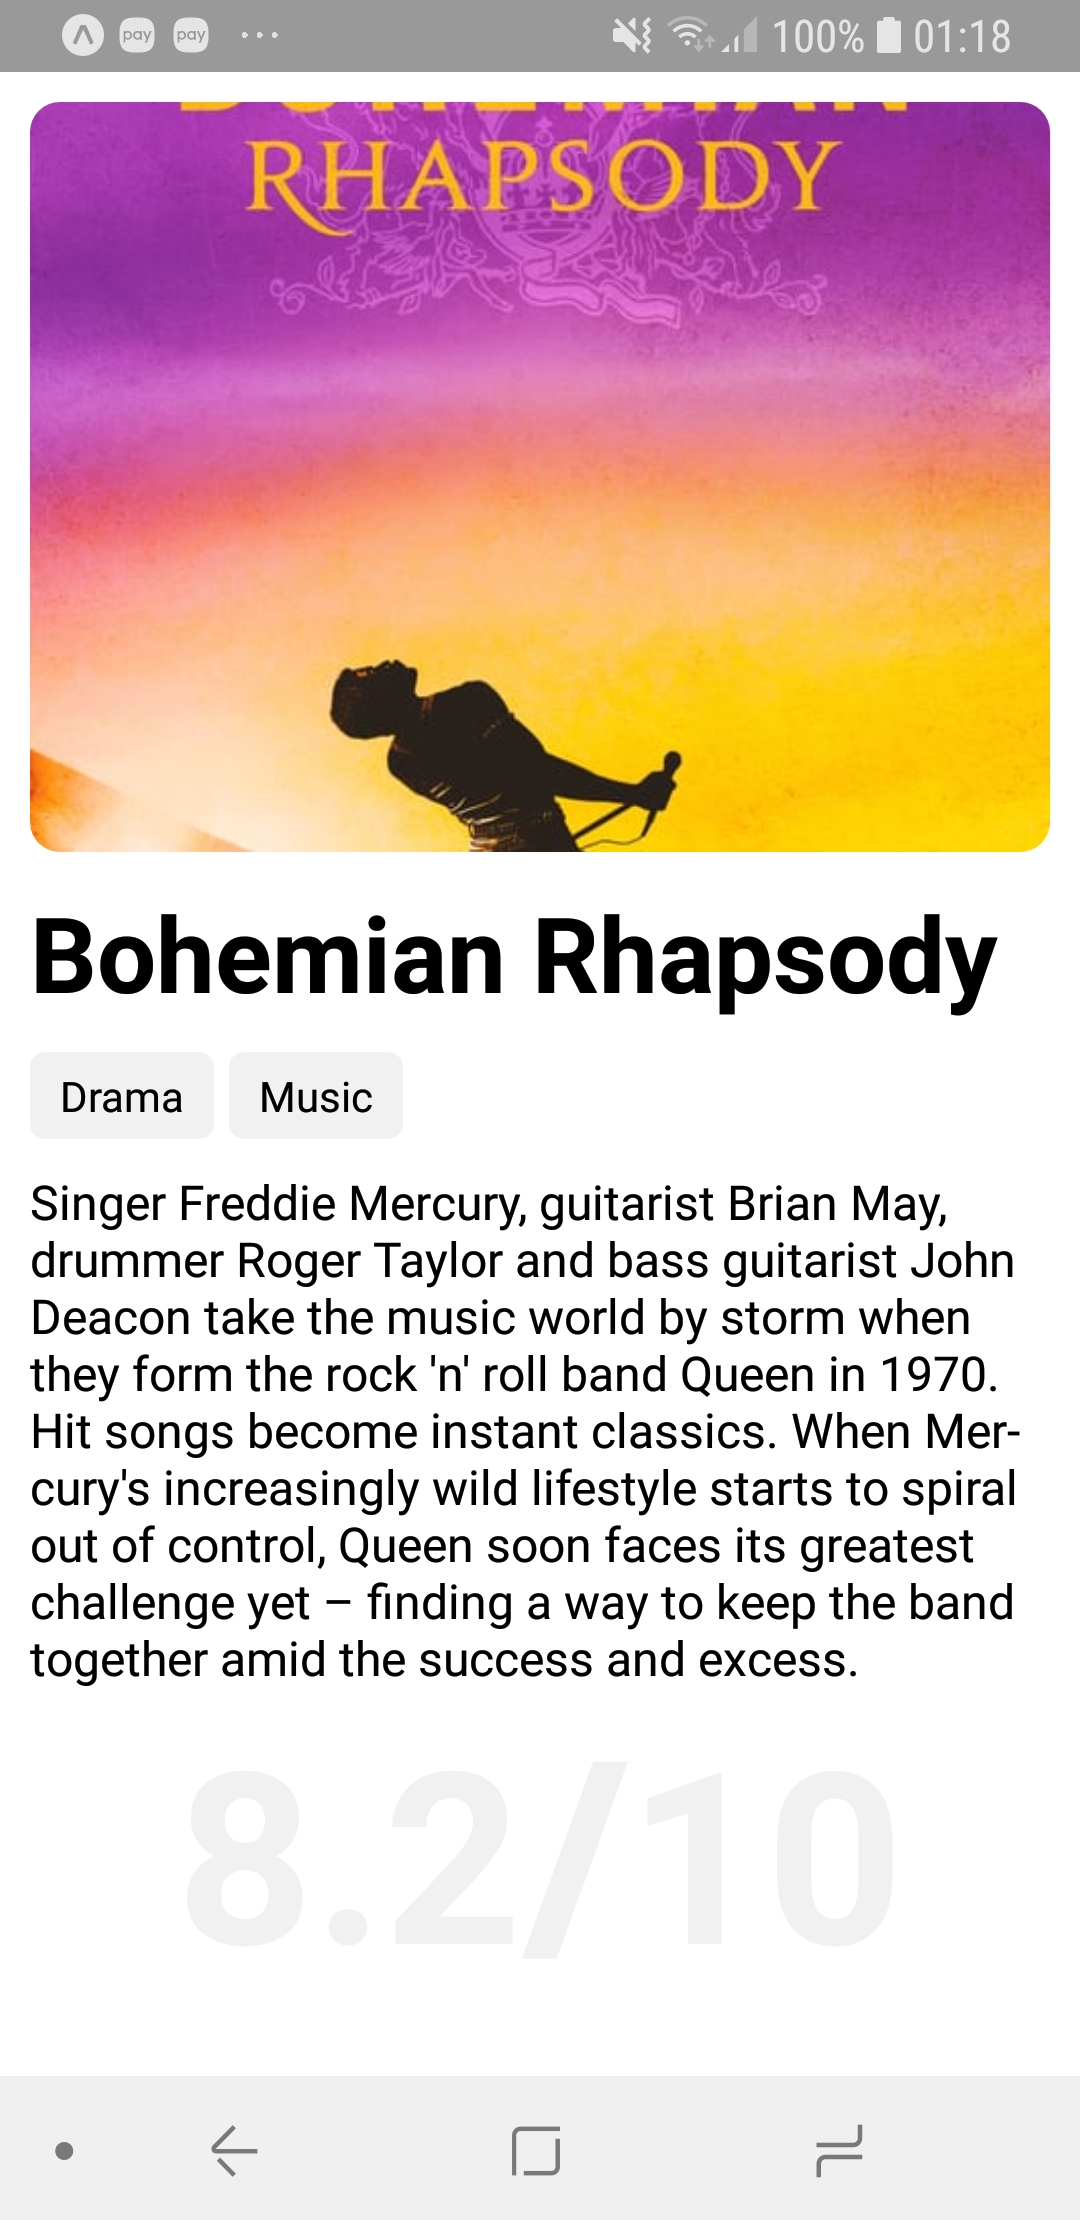 pay pay ... 100% 01:18
BOHEMIAN
RHAPSODY
Bohemian Rhapsody
Drama Music
Singer Freddie Mercury, guitarist Brian May,
drummer Roger Taylor and bass guitarist John
Deacon take the music world by storm when
they form the rock 'n' roll band Queen in 1970.
Hit songs become instant classics. When Mer-
cury's increasingly wild lifestyle starts to spiral
out of control, Queen soon faces its greatest
challenge yet – finding a way to keep the band
together amid the success and excess.
8.2/10